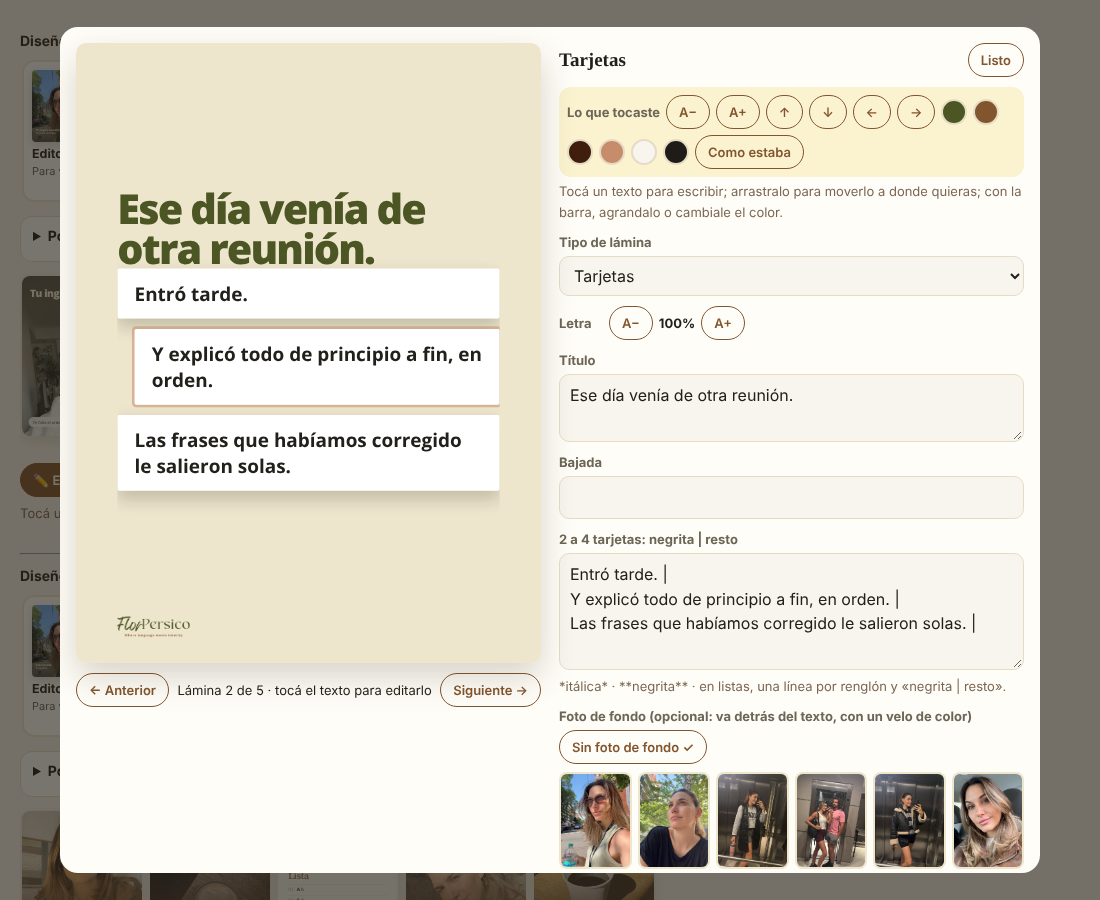 Diseñ
Edito
Para
Po
Tu ing
E
Tocá u
Diseñ
Edito
Para
Po
Lista
Ese día venía de
otra reunión.
Entró tarde.
Y explicó todo de principio a fin, en
orden.
Las frases que habíamos corregido
le salieron solas.
FlorPersico
← Anterior
Lámina 2 de 5 · tocá el texto para editarlo
Siguiente →
Tarjetas
Listo
Lo que tocaste
A−
A+
↑
↓
←
→
Como estaba
Tocá un texto para escribir; arrastralo para moverlo a donde quieras; con la
barra, agrandalo o cambiale el color.
Tipo de lámina
Tarjetas
Letra
A−
100%
A+
Título
Ese día venía de otra reunión.
Bajada
2 a 4 tarjetas: negrita | resto
Entró tarde. |
Y explicó todo de principio a fin, en orden. |
Las frases que habíamos corregido le salieron solas. |
*itálica* · **negrita** · en listas, una línea por renglón y «negrita | resto».
Foto de fondo (opcional: va detrás del texto, con un velo de color)
Sin foto de fondo ✓